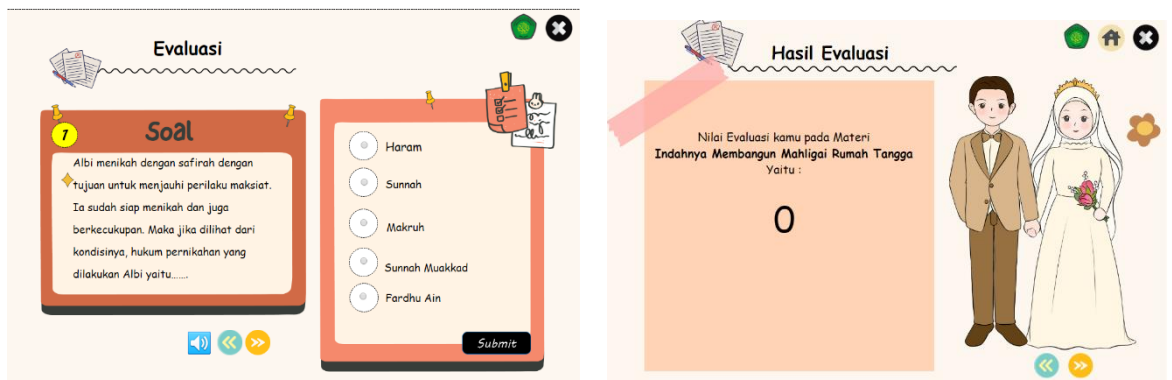 Evaluasi
7
Soal
Albi menikah dengan safirah dengan
tujuan untuk menjauhi perilaku maksiat.
Ia sudah siap menikah dan juga
berkecukupan. Maka jika dilihat dari
kondisinya, hukum pernikahan yang
dilakukan Albi yaitu.......
Haram
Sunnah
Makruh
Sunnah Muakkad
Fardhu Ain
Submit
Hasil Evaluasi
Nilai Evaluasi kamu pada Materi
Indahnya Membangun Mahligai Rumah Tangga
Yaitu :
0